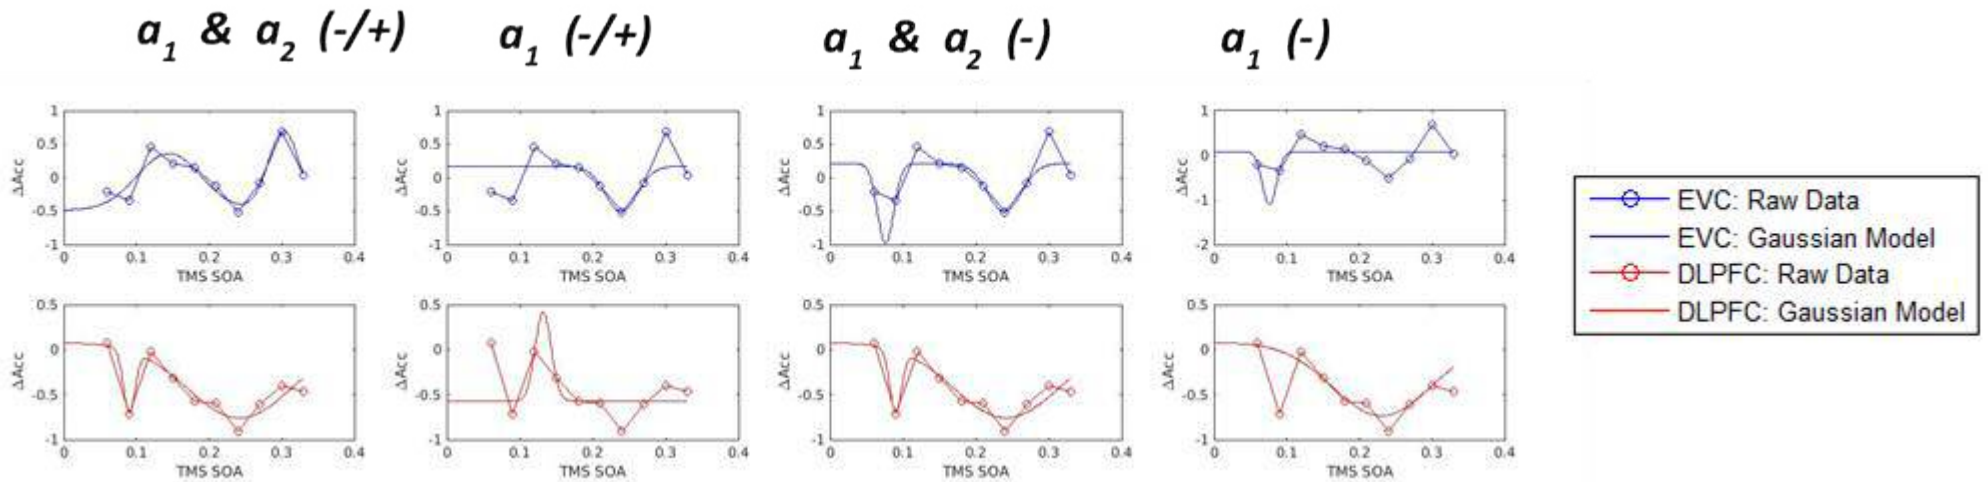 a1 & a2 (-/+)
a1 (-/+)
a1 & a2 (-)
a1 (-)
1
0.5
0
-0.5
-1
ΔAcc
0 0.1 0.2 0.3 0.4
TMS SOA
1
0.5
0
-0.5
-1
ΔAcc
0 0.1 0.2 0.3 0.4
TMS SOA
1
0.5
0
-0.5
-1
ΔAcc
0 0.1 0.2 0.3 0.4
TMS SOA
1
0
-1
-2
ΔAcc
0 0.1 0.2 0.3 0.4
TMS SOA
0.5
0
-0.5
-1
ΔAcc
0 0.1 0.2 0.3 0.4
TMS SOA
0.5
0
-0.5
-1
ΔAcc
0 0.1 0.2 0.3 0.4
TMS SOA
0.5
0
-0.5
-1
ΔAcc
0 0.1 0.2 0.3 0.4
TMS SOA
0.5
0
-0.5
-1
ΔAcc
0 0.1 0.2 0.3 0.4
TMS SOA
EVC: Raw Data
EVC: Gaussian Model
DLPFC: Raw Data
DLPFC: Gaussian Model